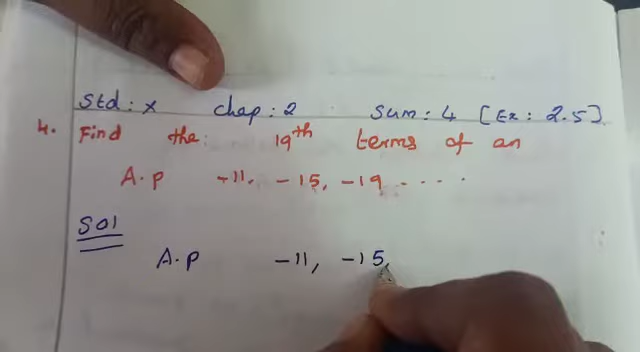 Std : X chap : 2 Sum : 4 [Ex : 2.5]
4. Find the : 19th terms of an
A.p -11, -15, -19 . . . .
Sol
A.p -11, -15,